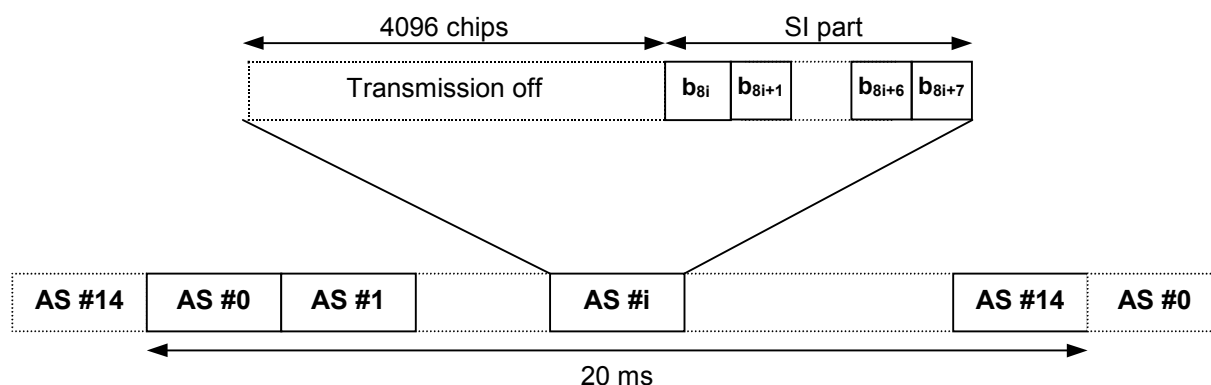 4096 chips SI part
Transmission off b8i b8i+1 b8i+6 b8i+7
AS #14 AS #0 AS #1 AS #i AS #14 AS #0
20 ms